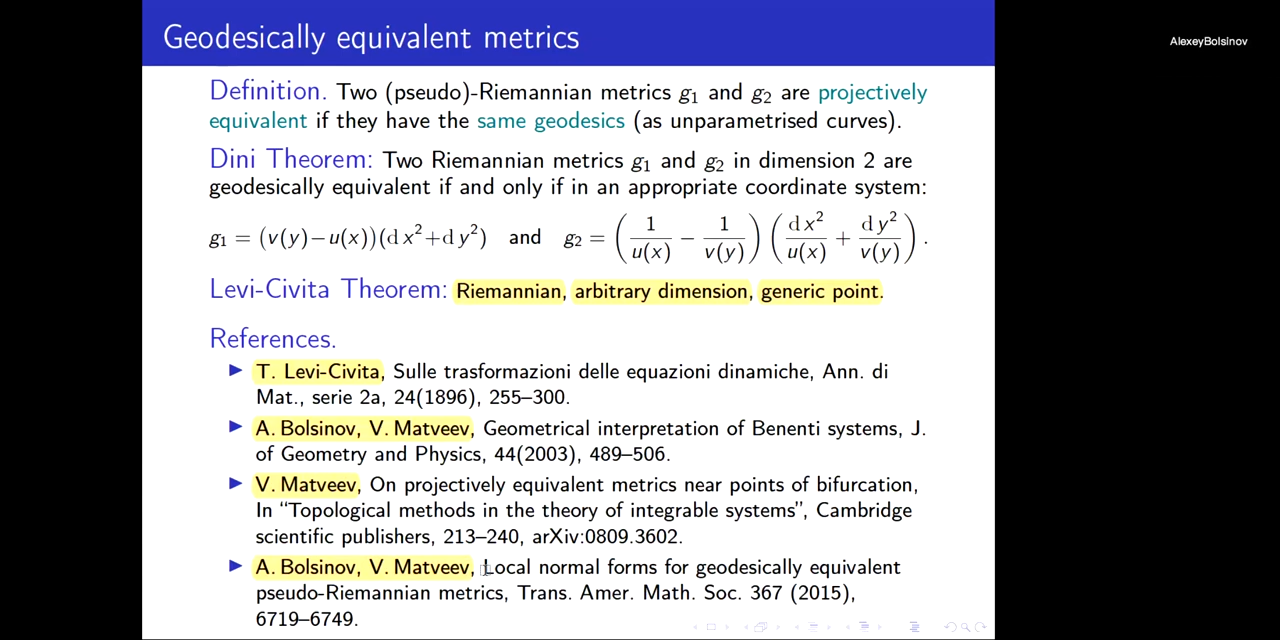 Geodesically equivalent metrics
AlexeyBolsinov
Definition. Two (pseudo)-Riemannian metrics g₁ and g₂ are projectively
equivalent if they have the same geodesics (as unparametrised curves).
Dini Theorem: Two Riemannian metrics g₁ and g₂ in dimension 2 are
geodesically equivalent if and only if in an appropriate coordinate system:
g₁ = (v(y)−u(x))(dx²+dy²) and g₂ = (1/u(x) − 1/v(y)) (dx²/u(x) + dy²/v(y)).
Levi-Civita Theorem: Riemannian, arbitrary dimension, generic point.
References.
▶ T. Levi-Civita, Sulle trasformazioni delle equazioni dinamiche, Ann. di
Mat., serie 2a, 24(1896), 255–300.
▶ A. Bolsinov, V. Matveev, Geometrical interpretation of Benenti systems, J.
of Geometry and Physics, 44(2003), 489–506.
▶ V. Matveev, On projectively equivalent metrics near points of bifurcation,
In “Topological methods in the theory of integrable systems”, Cambridge
scientific publishers, 213–240, arXiv:0809.3602.
▶ A. Bolsinov, V. Matveev, Local normal forms for geodesically equivalent
pseudo-Riemannian metrics, Trans. Amer. Math. Soc. 367 (2015),
6719–6749.